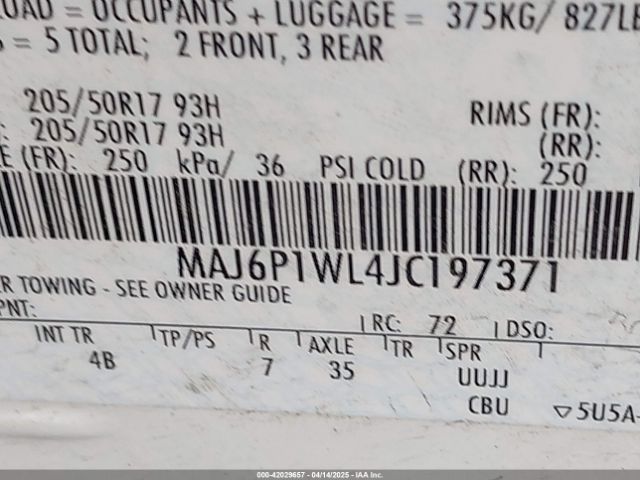 LOAD = OCCUPANTS + LUGGAGE = 375KG/ 827L
= 5 TOTAL; 2 FRONT, 3 REAR
205/50R17 93H RIMS (FR):
205/50R17 93H (RR):
(FR): 250 kPa/ 36 PSI COLD (RR): 250
MAJ6P1WL4JC197371
R TOWING - SEE OWNER GUIDE
PNT: RC: 72 DSO:
INT TR TP/PS R AXLE TR SPR
4B 7 35 UUJJ
CBU ▽5U5A-
000-42029657 - 04/14/2025 - IAA Inc.